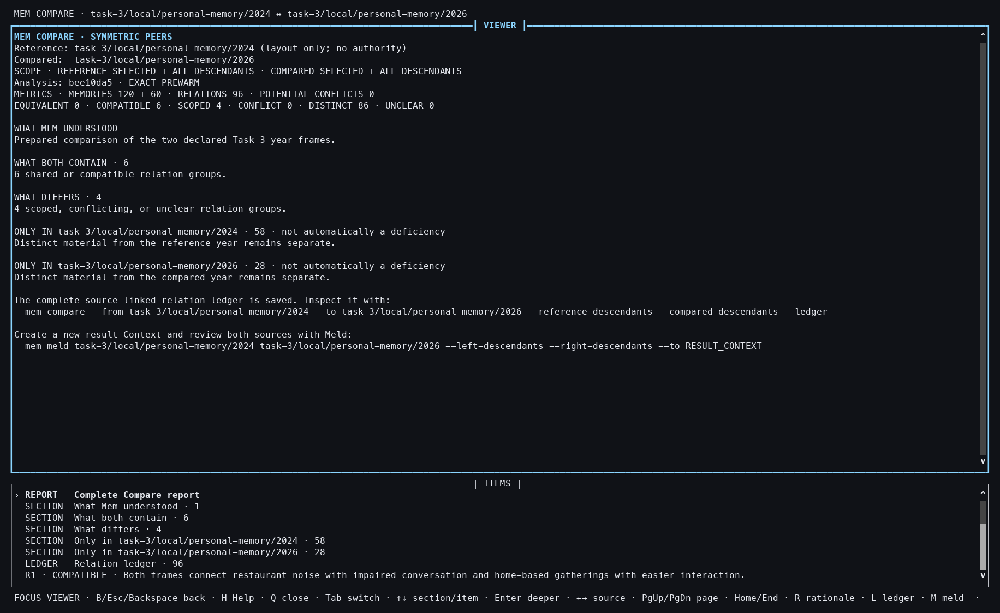 MEM COMPARE · task-3/local/personal-memory/2024 ↔ task-3/local/personal-memory/2026
VIEWER
MEM COMPARE · SYMMETRIC PEERS
Reference: task-3/local/personal-memory/2024 (layout only; no authority)
Compared:  task-3/local/personal-memory/2026
SCOPE · REFERENCE SELECTED + ALL DESCENDANTS · COMPARED SELECTED + ALL DESCENDANTS
Analysis: bee10da5 · EXACT PREWARM
METRICS · MEMORIES 120 + 60 · RELATIONS 96 · POTENTIAL CONFLICTS 0
EQUIVALENT 0 · COMPATIBLE 6 · SCOPED 4 · CONFLICT 0 · DISTINCT 86 · UNCLEAR 0
WHAT MEM UNDERSTOOD
Prepared comparison of the two declared Task 3 year frames.
WHAT BOTH CONTAIN · 6
6 shared or compatible relation groups.
WHAT DIFFERS · 4
4 scoped, conflicting, or unclear relation groups.
ONLY IN task-3/local/personal-memory/2024 · 58 · not automatically a deficiency
Distinct material from the reference year remains separate.
ONLY IN task-3/local/personal-memory/2026 · 28 · not automatically a deficiency
Distinct material from the compared year remains separate.
The complete source-linked relation ledger is saved. Inspect it with:
  mem compare --from task-3/local/personal-memory/2024 --to task-3/local/personal-memory/2026 --reference-descendants --compared-descendants --ledger
Create a new result Context and review both sources with Meld:
  mem meld task-3/local/personal-memory/2024 task-3/local/personal-memory/2026 --left-descendants --right-descendants --to RESULT_CONTEXT
ITEMS
› REPORT   Complete Compare report
  SECTION  What Mem understood · 1
  SECTION  What both contain · 6
  SECTION  What differs · 4
  SECTION  Only in task-3/local/personal-memory/2024 · 58
  SECTION  Only in task-3/local/personal-memory/2026 · 28
  LEDGER   Relation ledger · 96
  R1 · COMPATIBLE · Both frames connect restaurant noise with impaired conversation and home-based gatherings with easier interaction.
FOCUS VIEWER · B/Esc/Backspace back · H Help · Q close · Tab switch · ↑↓ section/item · Enter deeper · ←→ source · PgUp/PgDn page · Home/End · R rationale · L ledger · M meld  ·